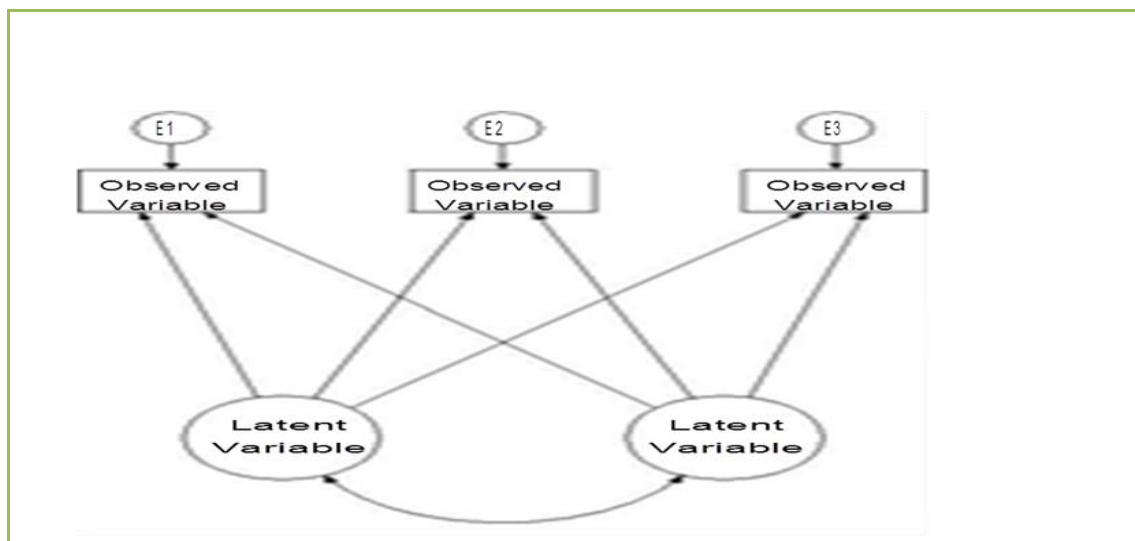 E1
E2
E3
Observed
Variable
Observed
Variable
Observed
Variable
Latent
Variable
Latent
Variable